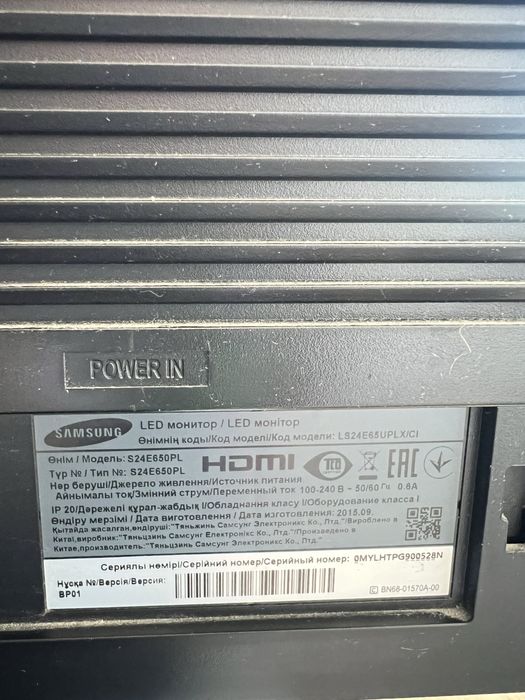 POWER IN
SAMSUNG
LED монитор / LED монітор
Өнімнің коды/Код моделі/Код модели: LS24E65UPLX/CI
Өнім / Модель: S24E650PL
Түр № / Тип №: S24E650PL
HDMI
TCO
EAC
Нәр беруші/Джерело живлення/Источник питания
Айнымалы ток/Змінний струм/Переменный ток 100-240 В ~ 50/60 Гц 0.6A
IP 20/Дәрежелі құрал-жабдық І/Обладнання класу І/Оборудование класса І
Өндіру мерзімі / Дата виготовлення / Дата изготовления : 2015.09.
Қытайда жасалған,өндіруші:"Тяньжинь Самсунг Электроникс Ко., Лтд."/Вироблено в
Китаї,виробник:"Тяньцзинь Самсунг Електронікс Ко., Лтд."/Произведено в
Китае,производитель:"Тяньцзинь Самсунг Электроникс Ко., Лтд."
Сериялы нөмірі/Серійний номер/Серийный номер: 0MYLHTPG900528N
Нұсқа №/Версія/Версия:
BP01
© BN68-01570A-00